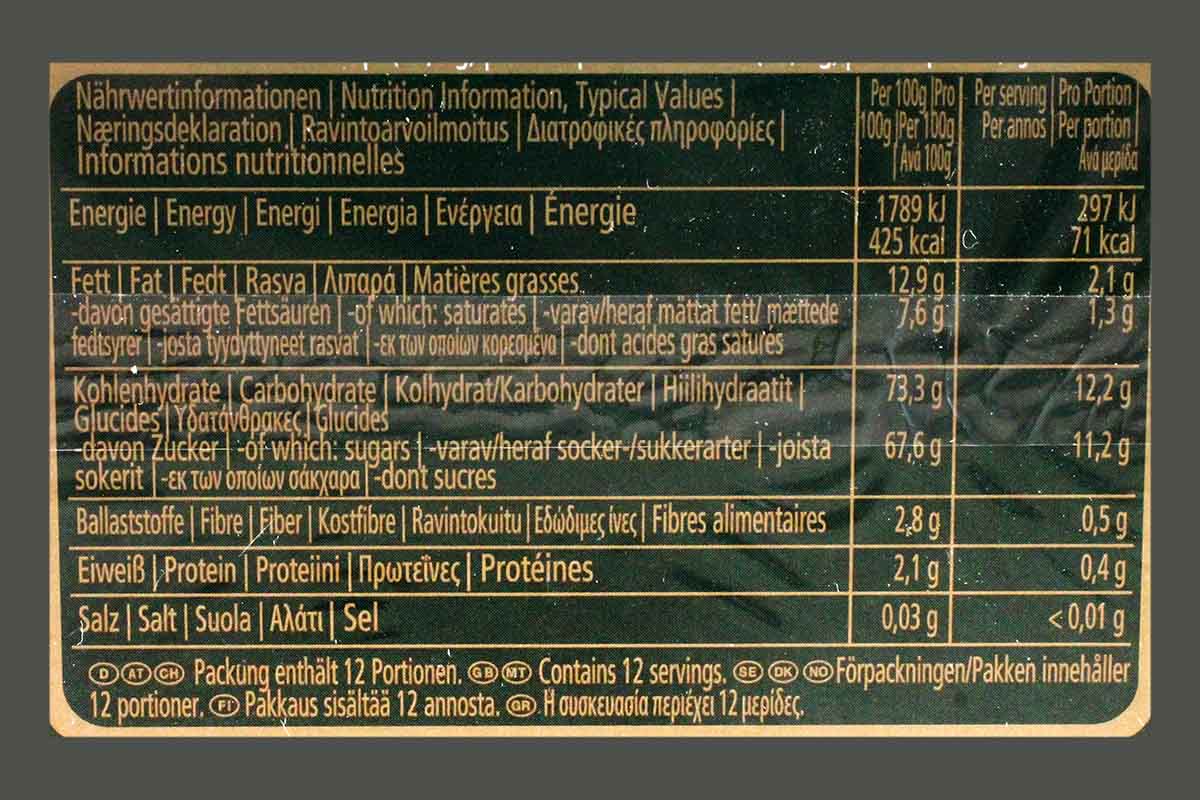 Nährwertinformationen | Nutrition Information, Typical Values |
Næringsdeklaration | Ravintoarvoilmoitus | Διατροφικές πληροφορίες |
Informations nutritionnelles
Per 100g |Pro
100g |Per 100g
| Ανά 100g
Per serving | Pro Portion
Per annos | Per portion
Ανά μερίδα
Energie | Energy | Energi | Energia | Ενέργεια | Énergie
1789 kJ
425 kcal
297 kJ
71 kcal
Fett | Fat | Fedt | Rasva | Λιπαρά | Matières grasses
12,9 g
2,1 g
-davon gesättigte Fettsäuren | -of which: saturates | -varav/heraf mättat fett/ mættede
7,6 g
1,3 g
fedtsyrer | -josta tyydyttyneet rasvat | -εκ των οποίων κορεσμένα | -dont acides gras saturés
Kohlenhydrate | Carbohydrate | Kolhydrat/Karbohydrater | Hiilihydraatit |
73,3 g
12,2 g
Glucides | Υδατάνθρακες | Glucides
-davon Zucker | -of which: sugars | -varav/heraf socker-/sukkerarter | -joista
67,6 g
11,2 g
sokerit | -εκ των οποίων σάκχαρα | -dont sucres
Ballaststoffe | Fibre | Fiber | Kostfibre | Ravintokuitu | Εδώδιμες ίνες | Fibres alimentaires
2,8 g
0,5 g
Eiweiß | Protein | Proteiini | Πρωτεΐνες | Protéines
2,1 g
0,4 g
Salz | Salt | Suola | Αλάτι | Sel
0,03 g
< 0,01 g
D AT CH Packung enthält 12 Portionen. GB MT Contains 12 servings. SE DK NO Förpackningen/Pakken innehåller
12 portioner. FI Pakkaus sisältää 12 annosta. GR Η συσκευασία περιέχει 12 μερίδες.